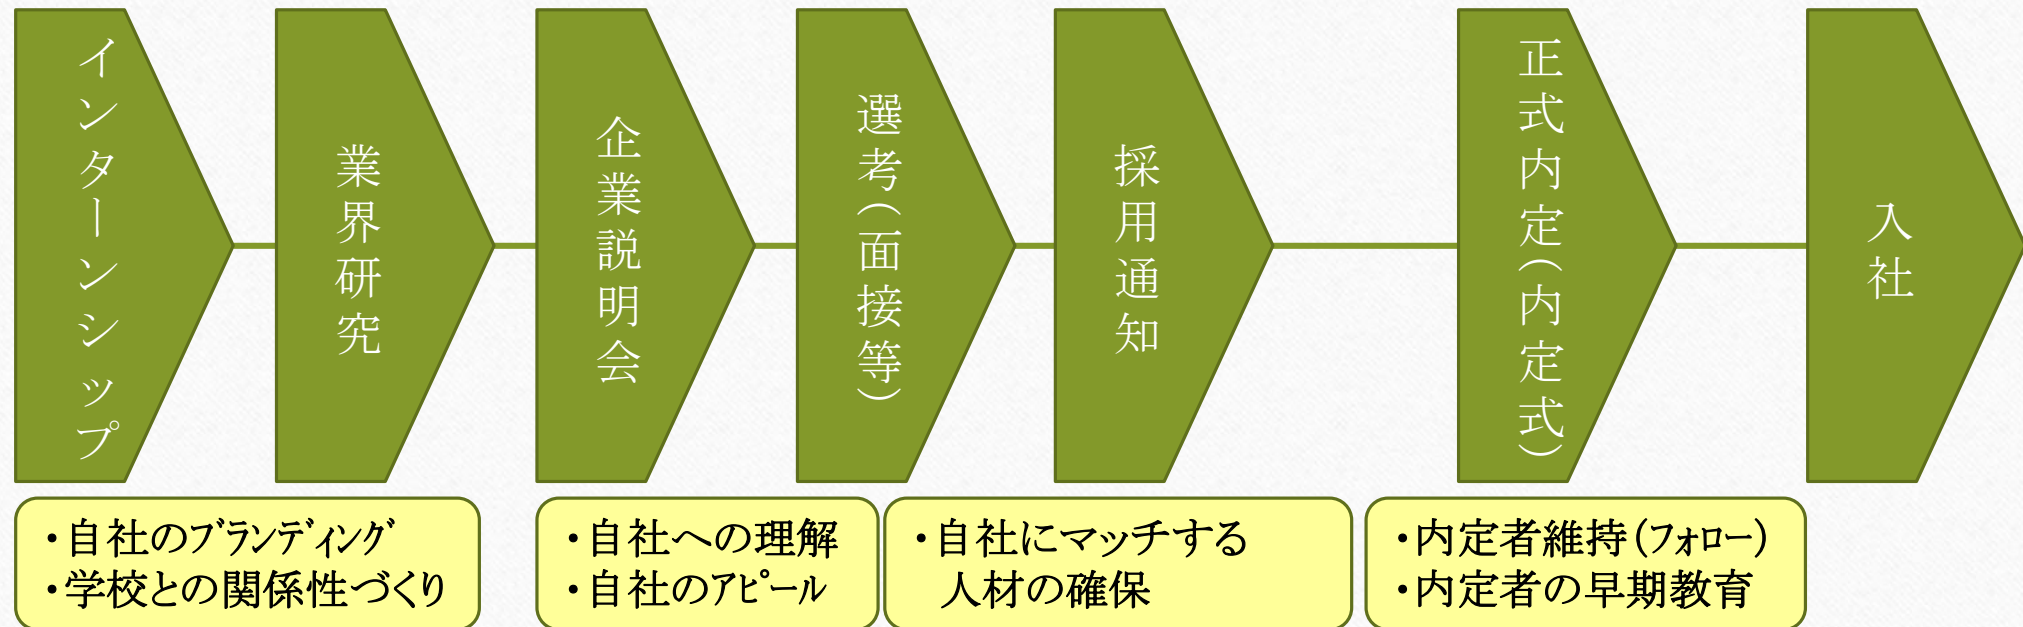 インターンシップ
業界研究
企業説明会
選考(面接等)
採用通知
正式内定(内定式)
入社
・自社のブランディング
・学校との関係性づくり
・自社への理解
・自社のアピール
・自社にマッチする
人材の確保
・内定者維持(フォロー)
・内定者の早期教育